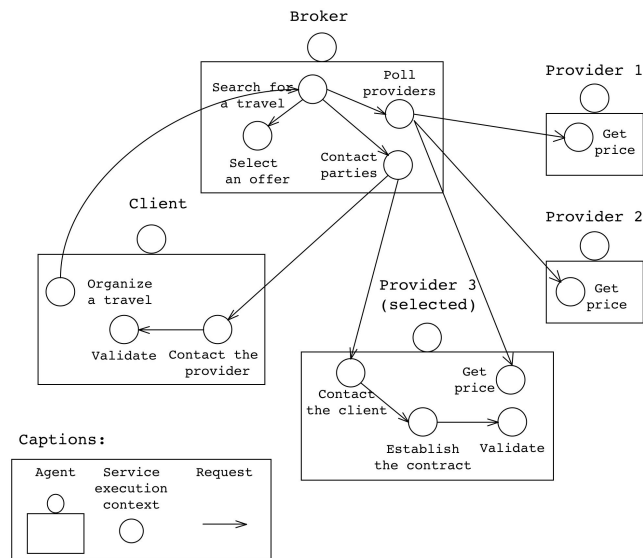 Broker
Search for
a travel
Poll
providers
Select
an offer
Contact
parties
Provider 1
Get
price
Provider 2
Get
price
Client
Organize
a travel
Validate
Contact the
provider
Provider 3
(selected)
Contact
the client
Get
price
Establish
the contract
Validate
Captions:
Agent
Service
execution
context
Request